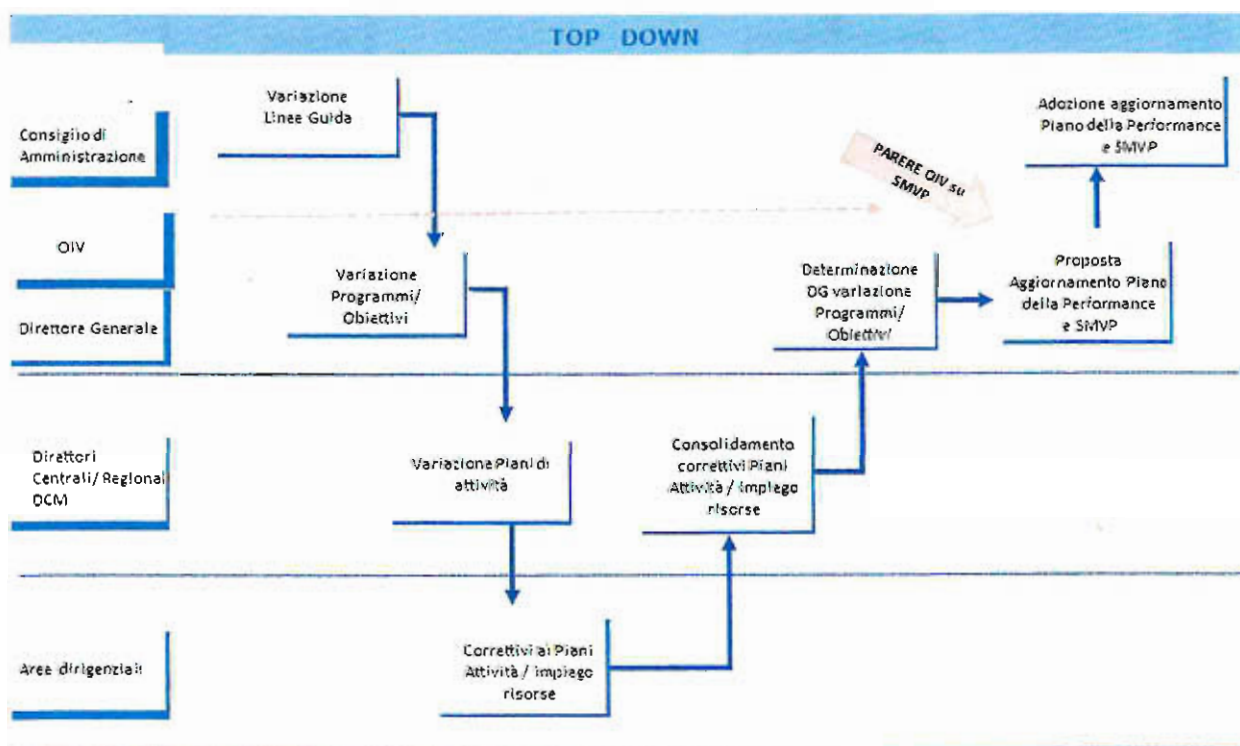 TOP DOWN
Variazione
Linee Guida
Adozione aggiornamento
Piano della Performance
e SMVP
Consiglio di
Amministrazione
PARERE OIV su
SMVP
OIV
Variazione
Programmi/
Obiettivi
Determinazione
DG variazione
Programmi/
Obiettivi
Proposta
Aggiornamento Piano
della Performance
e SMVP
Direttore Generale
Direttori
Centrali/Regional
DCM
Variazione Piani di
attività
Consolidamento
correttivi Piani
Attività / impiego
risorse
Aree dirigenziali
Correttivi ai Piani
Attività / impiego
risorse